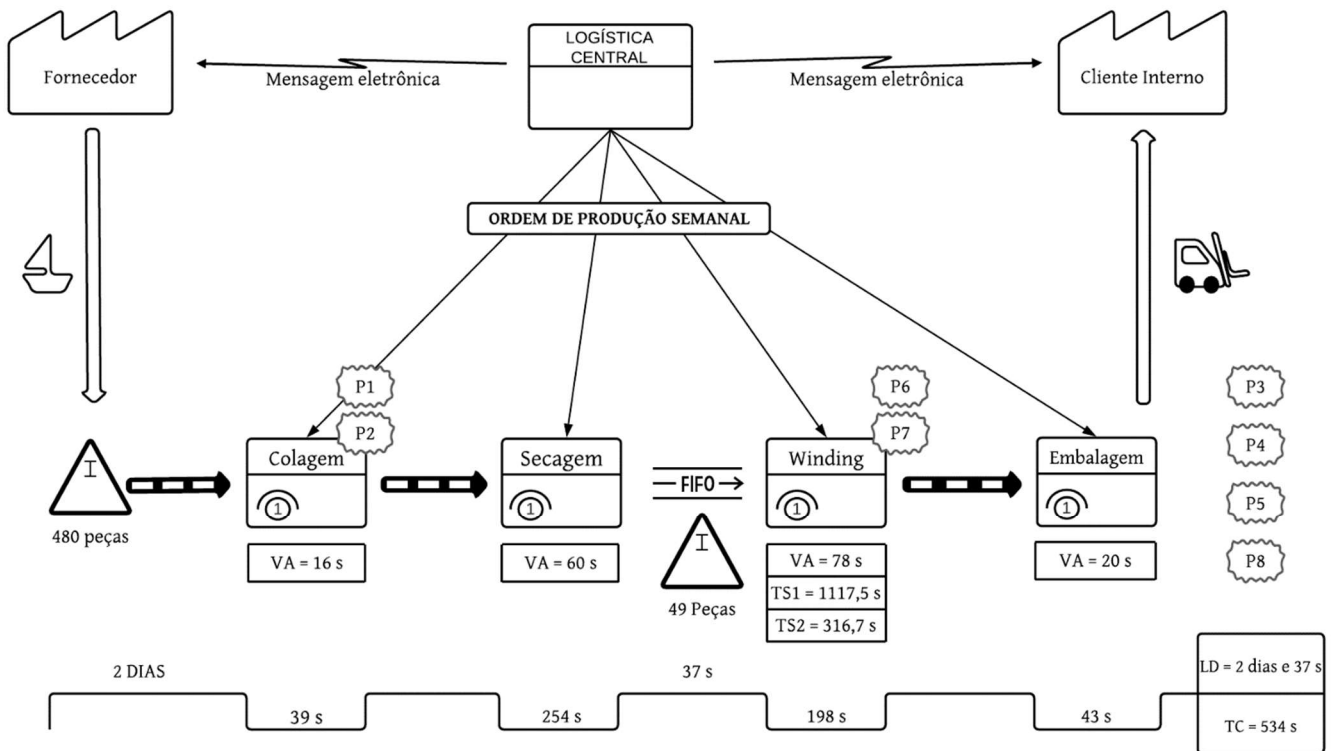 Fornecedor
LOGÍSTICA
CENTRAL
Cliente Interno
Mensagem eletrônica
Mensagem eletrônica
ORDEM DE PRODUÇÃO SEMANAL
P1
P2
P6
P7
P3
P4
P5
P8
I
480 peças
Colagem
1
VA = 16 s
Secagem
1
VA = 60 s
FIFO
I
49 Peças
Winding
1
VA = 78 s
TS1 = 1117,5 s
TS2 = 316,7 s
Embalagem
1
VA = 20 s
2 DIAS
39 s
254 s
37 s
198 s
43 s
LD = 2 dias e 37 s
TC = 534 s